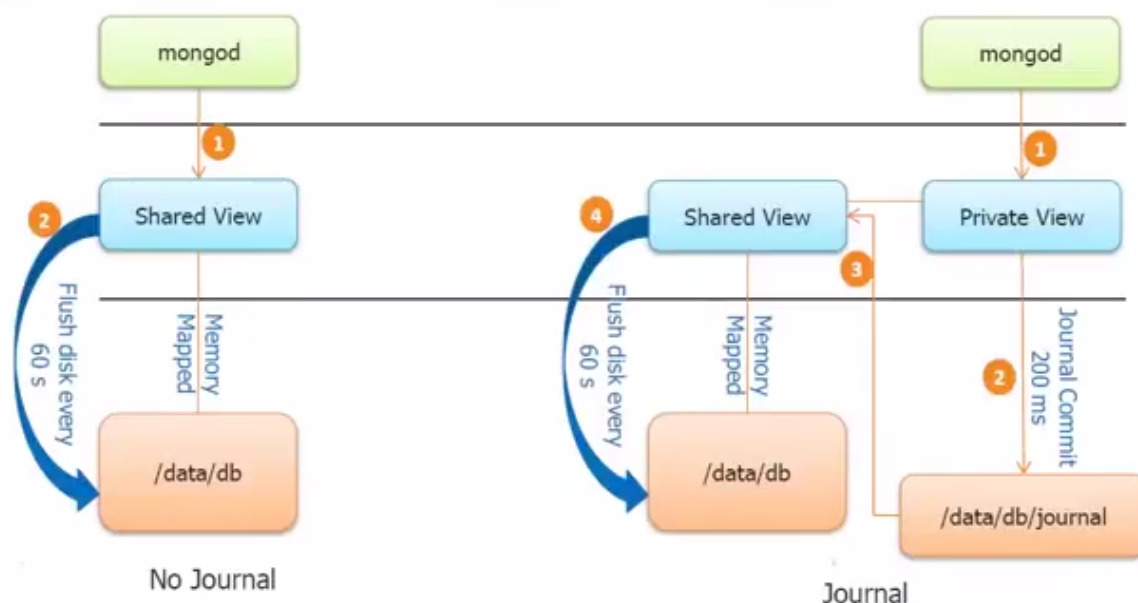 mongod
1
Shared View
2
Flush disk every
60 s
Memory
Mapped
/data/db
No Journal
mongod
1
Shared View
Private View
4
3
Flush disk every
60 s
Memory
Mapped
2
Journal Commit
200 ms
/data/db
/data/db/journal
Journal